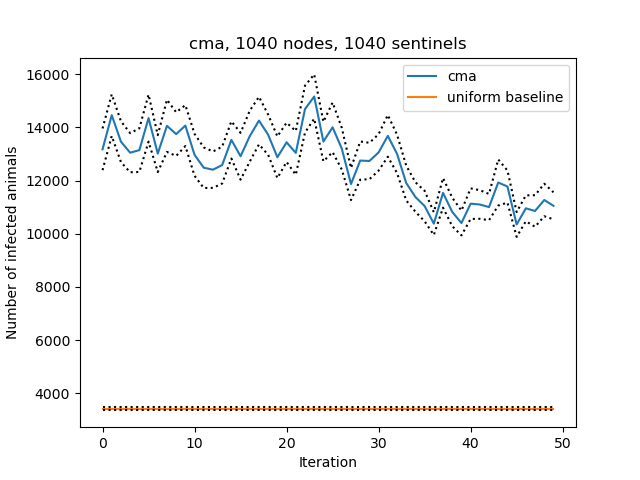 cma, 1040 nodes, 1040 sentinels
cma
uniform baseline
Number of infected animals
16000
14000
12000
10000
8000
6000
4000
0 10 20 30 40 50
Iteration